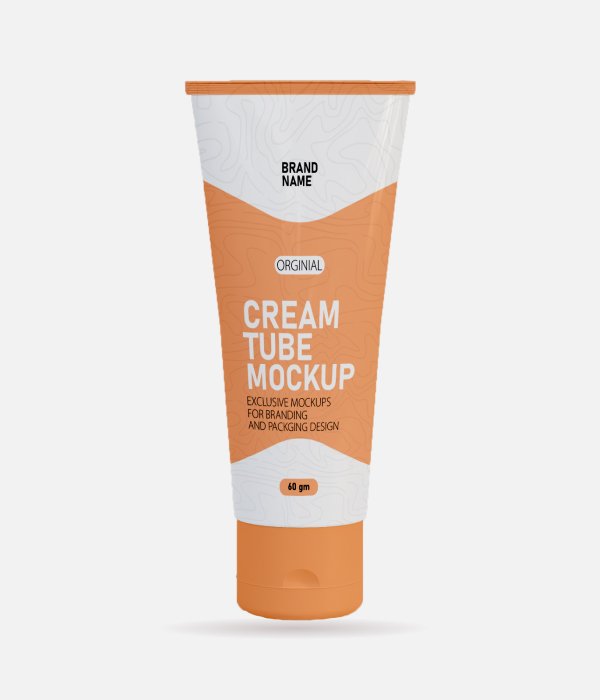 BRAND
NAME
ORGINIAL
CREAM
TUBE
MOCKUP
EXCLUSIVE MOCKUPS
FOR BRANDING
AND PACKGING DESIGN
60 gm